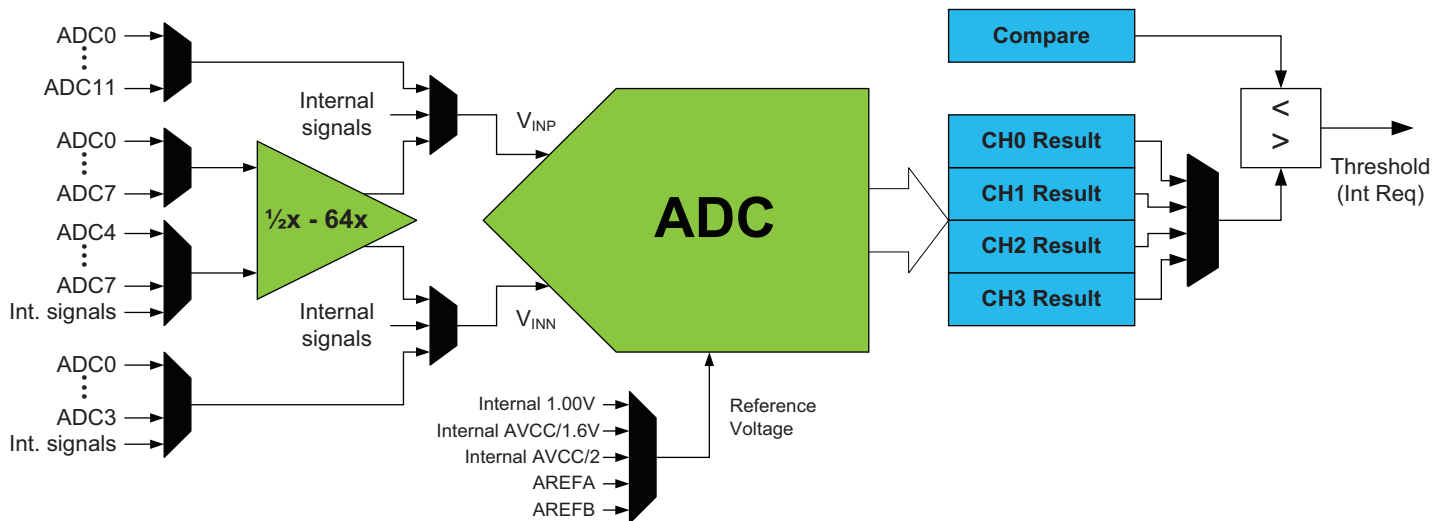 ADC0
ADC11
Internal
signals
ADC0
ADC7
½x - 64x
ADC4
ADC7
Int. signals
Internal
signals
ADC0
ADC3
Int. signals
VINP
VINN
ADC
Internal 1.00V
Internal AVCC/1.6V
Internal AVCC/2
AREFA
AREFB
Reference
Voltage
Compare
CH0 Result
CH1 Result
CH2 Result
CH3 Result
<
>
Threshold
(Int Req)